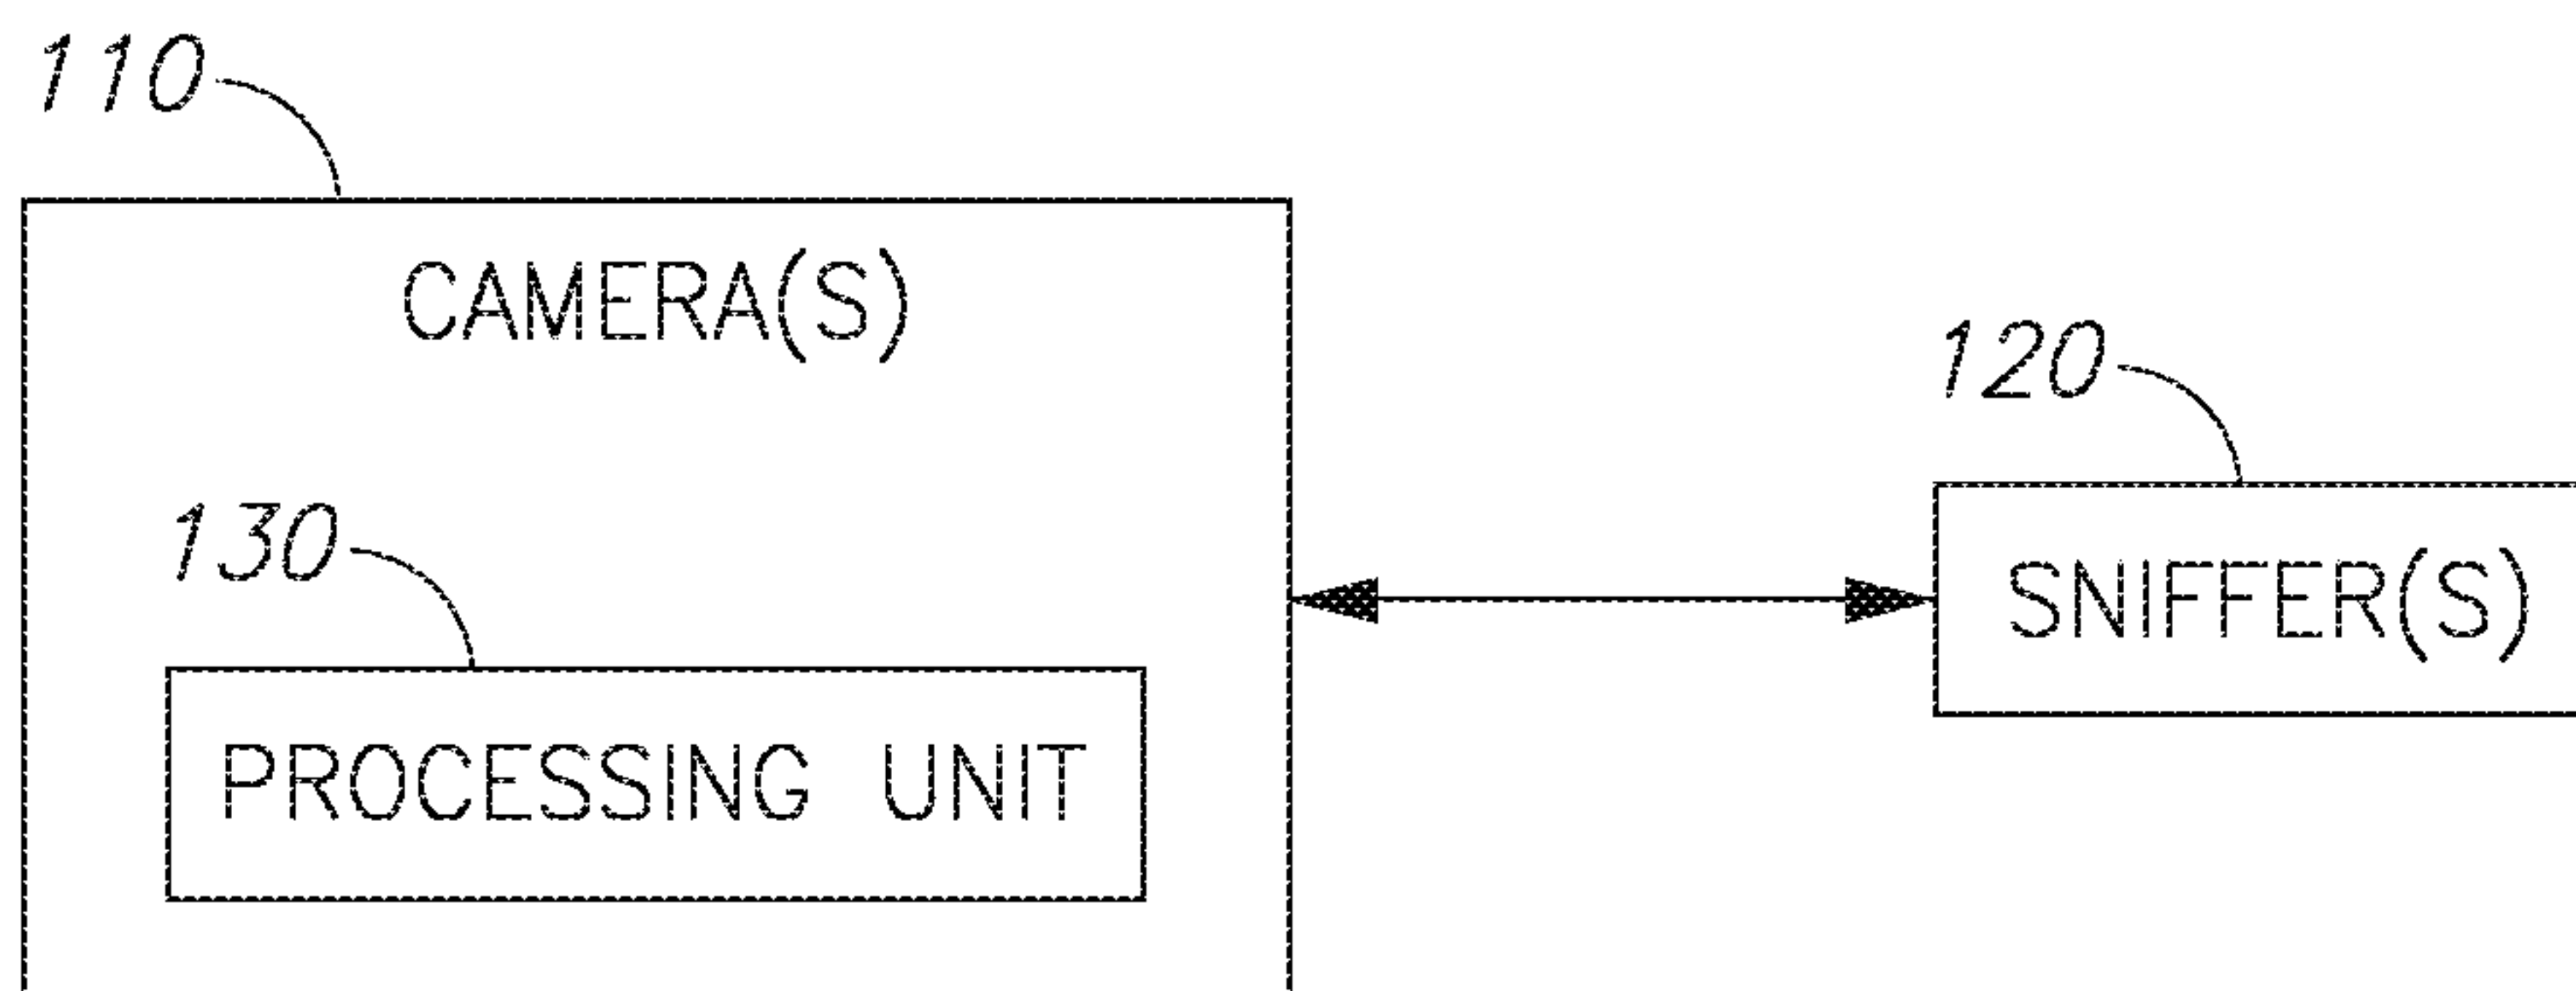 110
CAMERA(S)
120
130
SNIFFER(S)
PROCESSING UNIT